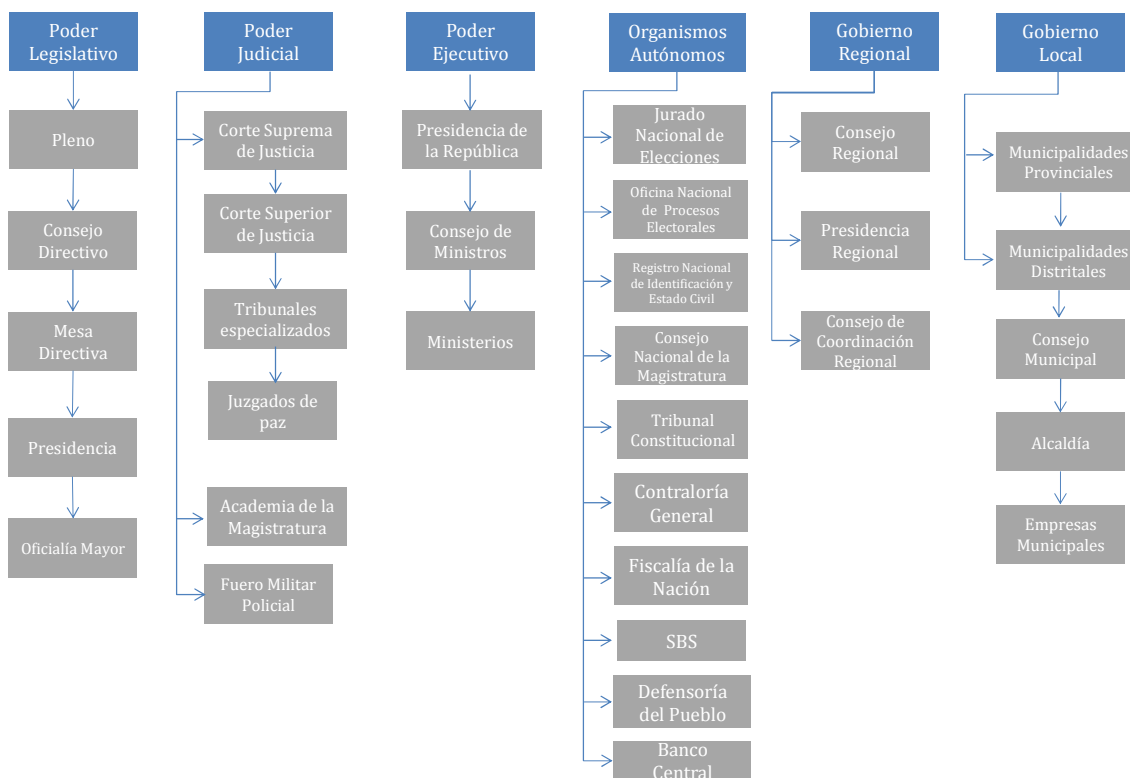 Poder
Legislativo
Pleno
Consejo
Directivo
Mesa
Directiva
Presidencia
Oficialía Mayor
Poder
Judicial
Corte Suprema
de Justicia
Corte Superior
de Justicia
Tribunales
especializados
Juzgados de
paz
Academia de la
Magistratura
Fuero Militar
Policial
Poder
Ejecutivo
Presidencia de
la República
Consejo de
Ministros
Ministerios
Organismos
Autónomos
Jurado
Nacional de
Elecciones
Oficina Nacional
de Procesos
Electorales
Registro Nacional
de Identificación y
Estado Civil
Consejo
Nacional de la
Magistratura
Tribunal
Constitucional
Contraloría
General
Fiscalía de la
Nación
SBS
Defensoría
del Pueblo
Banco
Central
Gobierno
Regional
Consejo
Regional
Presidencia
Regional
Consejo de
Coordinación
Regional
Gobierno
Local
Municipalidades
Provinciales
Municipalidades
Distritales
Consejo
Municipal
Alcaldía
Empresas
Municipales